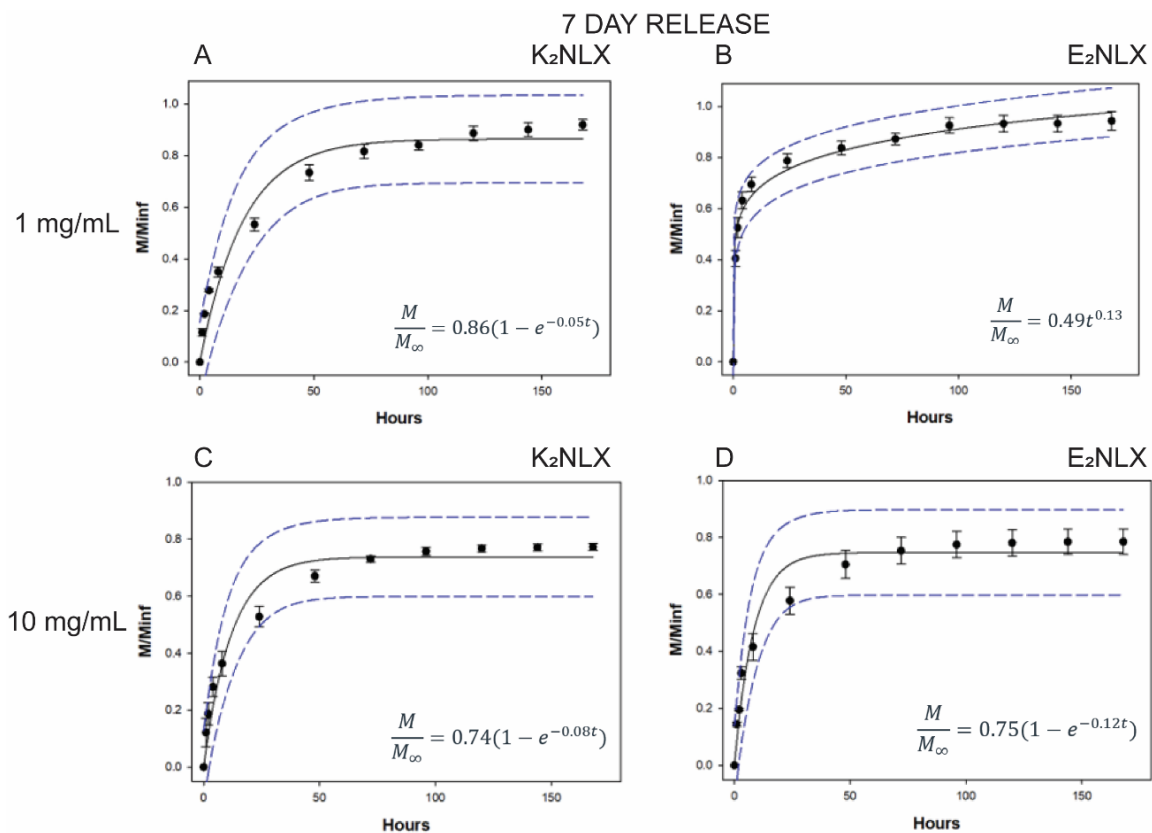 7 DAY RELEASE
A K₂NLX
B E₂NLX
1 mg/mL
M/Minf
1.0
0.8
0.6
0.4
0.2
0.0
M/M∞ = 0.86(1 − e^−0.05t)
0 50 100 150
Hours
M/Minf
1.0
0.8
0.6
0.4
0.2
0.0
M/M∞ = 0.49t^0.13
0 50 100 150
Hours
C K₂NLX
D E₂NLX
10 mg/mL
M/Minf
1.0
0.8
0.6
0.4
0.2
0.0
M/M∞ = 0.74(1 − e^−0.08t)
0 50 100 150
Hours
M/Minf
1.0
0.8
0.6
0.4
0.2
0.0
M/M∞ = 0.75(1 − e^−0.12t)
0 50 100 150
Hours